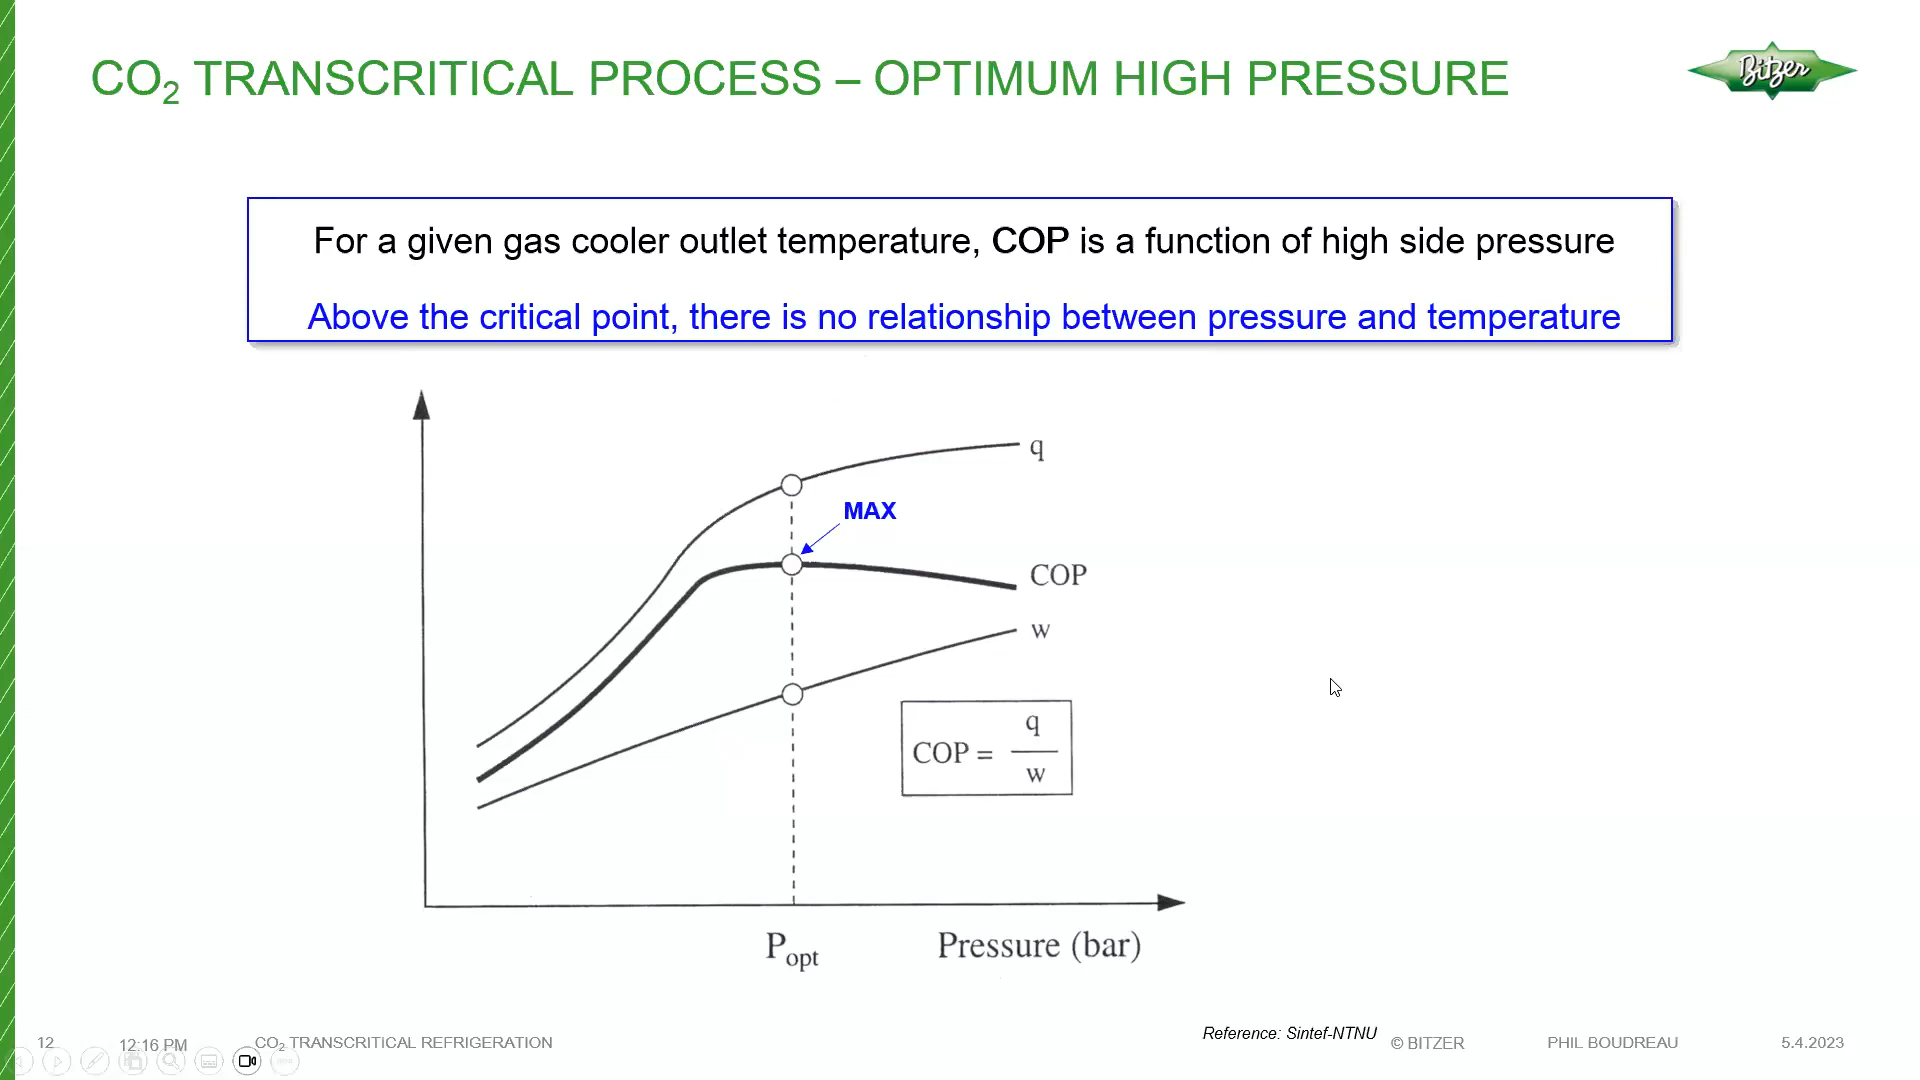 CO₂ TRANSCRITICAL PROCESS – OPTIMUM HIGH PRESSURE
Bitzer
For a given gas cooler outlet temperature, COP is a function of high side pressure
Above the critical point, there is no relationship between pressure and temperature
q
MAX
COP
w
COP = q
w
Popt
Pressure (bar)
Reference: Sintef-NTNU
12
12:16 PM
CO₂ TRANSCRITICAL REFRIGERATION
© BITZER
PHIL BOUDREAU
5.4.2023